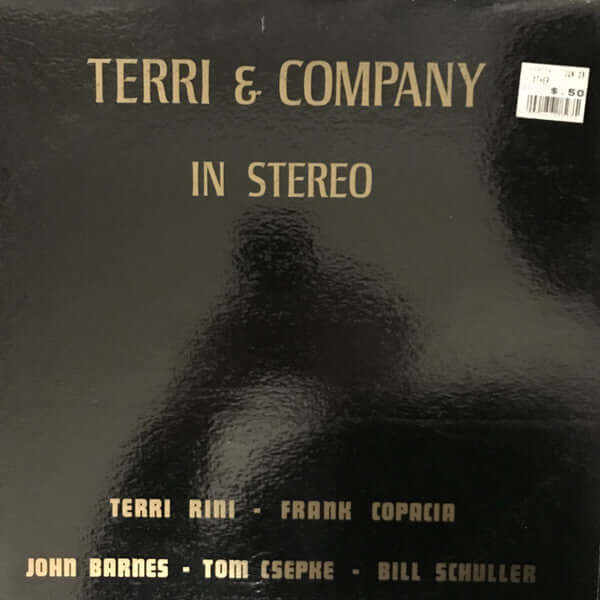 TERRI & COMPANY
IN STEREO
$.50
TERRI RINI - FRANK COPACIA
JOHN BARNES - TOM CSEPKE - BILL SCHULLER